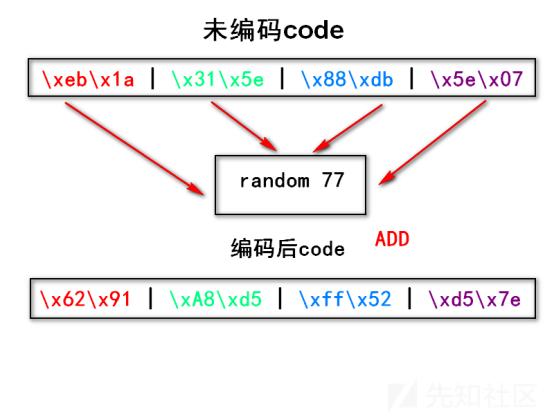 未编码code
\xeb\x1a | \x31\x5e | \x88\xdb | \x5e\x07
random 77
编码后code ADD
\x62\x91 | \xA8\xd5 | \xff\x52 | \xd5\x7e
先知社区